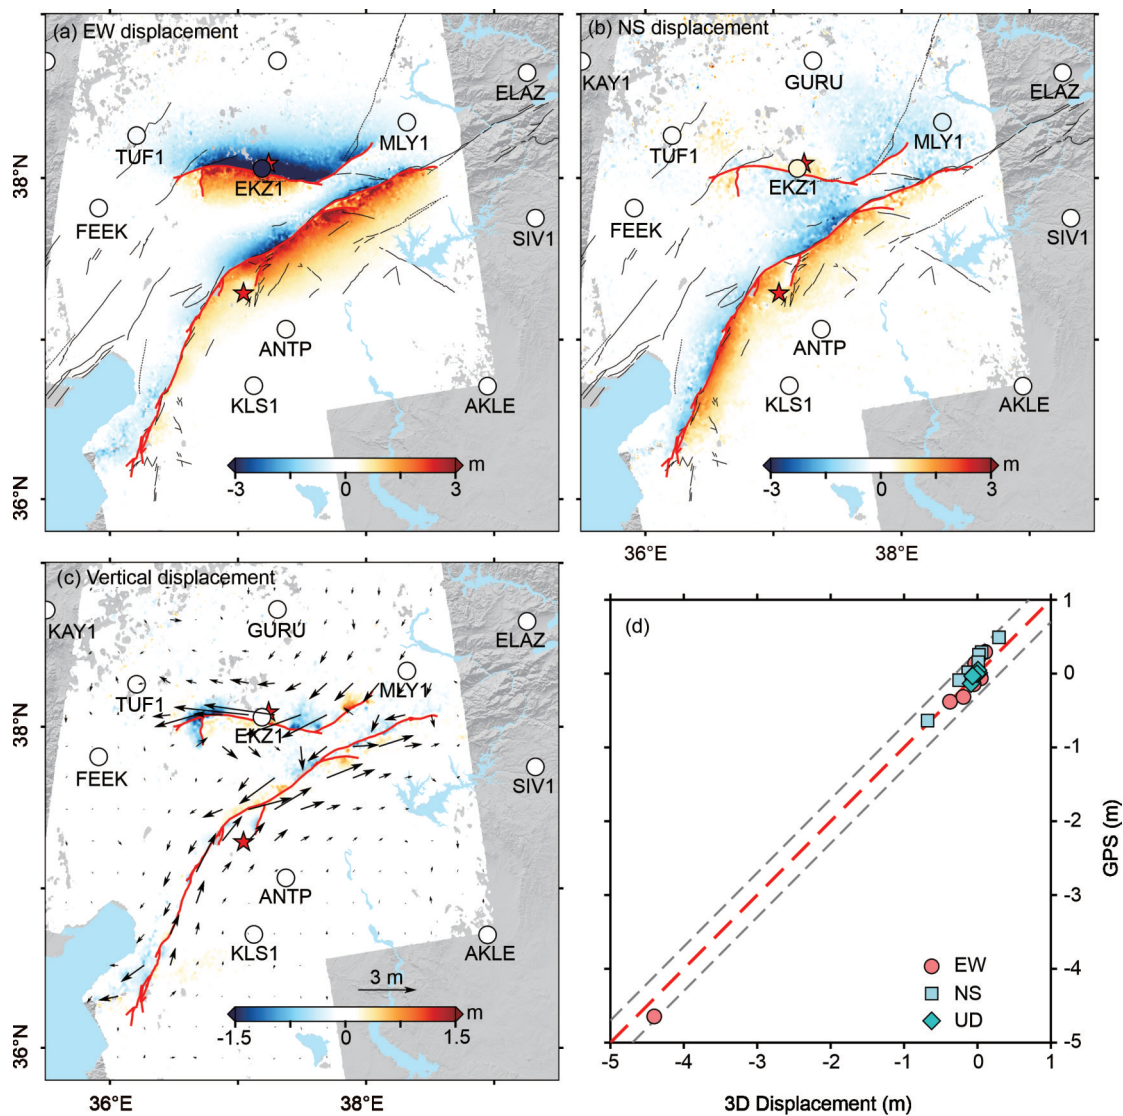 (a) EW displacement
ELAZ
TUF1
MLY1
EKZ1
FEEK
SIV1
ANTP
KLS1
AKLE
38°N
36°N
-3 0 3 m
(b) NS displacement
KAY1
GURU
ELAZ
TUF1
MLY1
EKZ1
FEEK
SIV1
ANTP
KLS1
AKLE
38°N
36°N
-3 0 3 m
36°E 38°E
(c) Vertical displacement
KAY1
GURU
ELAZ
TUF1
MLY1
EKZ1
FEEK
SIV1
ANTP
KLS1
AKLE
3 m
38°N
36°N
-1.5 0 1.5 m
36°E 38°E
(d)
1
0
-1
-2
-3
-4
-5
GPS (m)
EW
NS
UD
-5 -4 -3 -2 -1 0 1
3D Displacement (m)